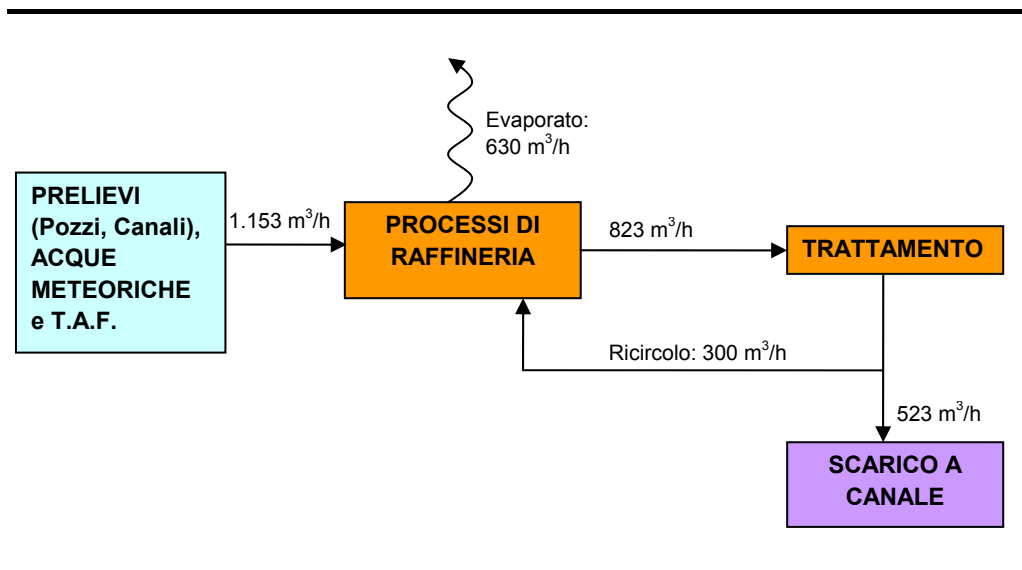 Evaporato:
630 m³/h
PRELIEVI
(Pozzi, Canali),
ACQUE
METEORICHE
e T.A.F.
1.153 m³/h
PROCESSI DI
RAFFINERIA
823 m³/h
TRATTAMENTO
Ricircolo: 300 m³/h
523 m³/h
SCARICO A
CANALE